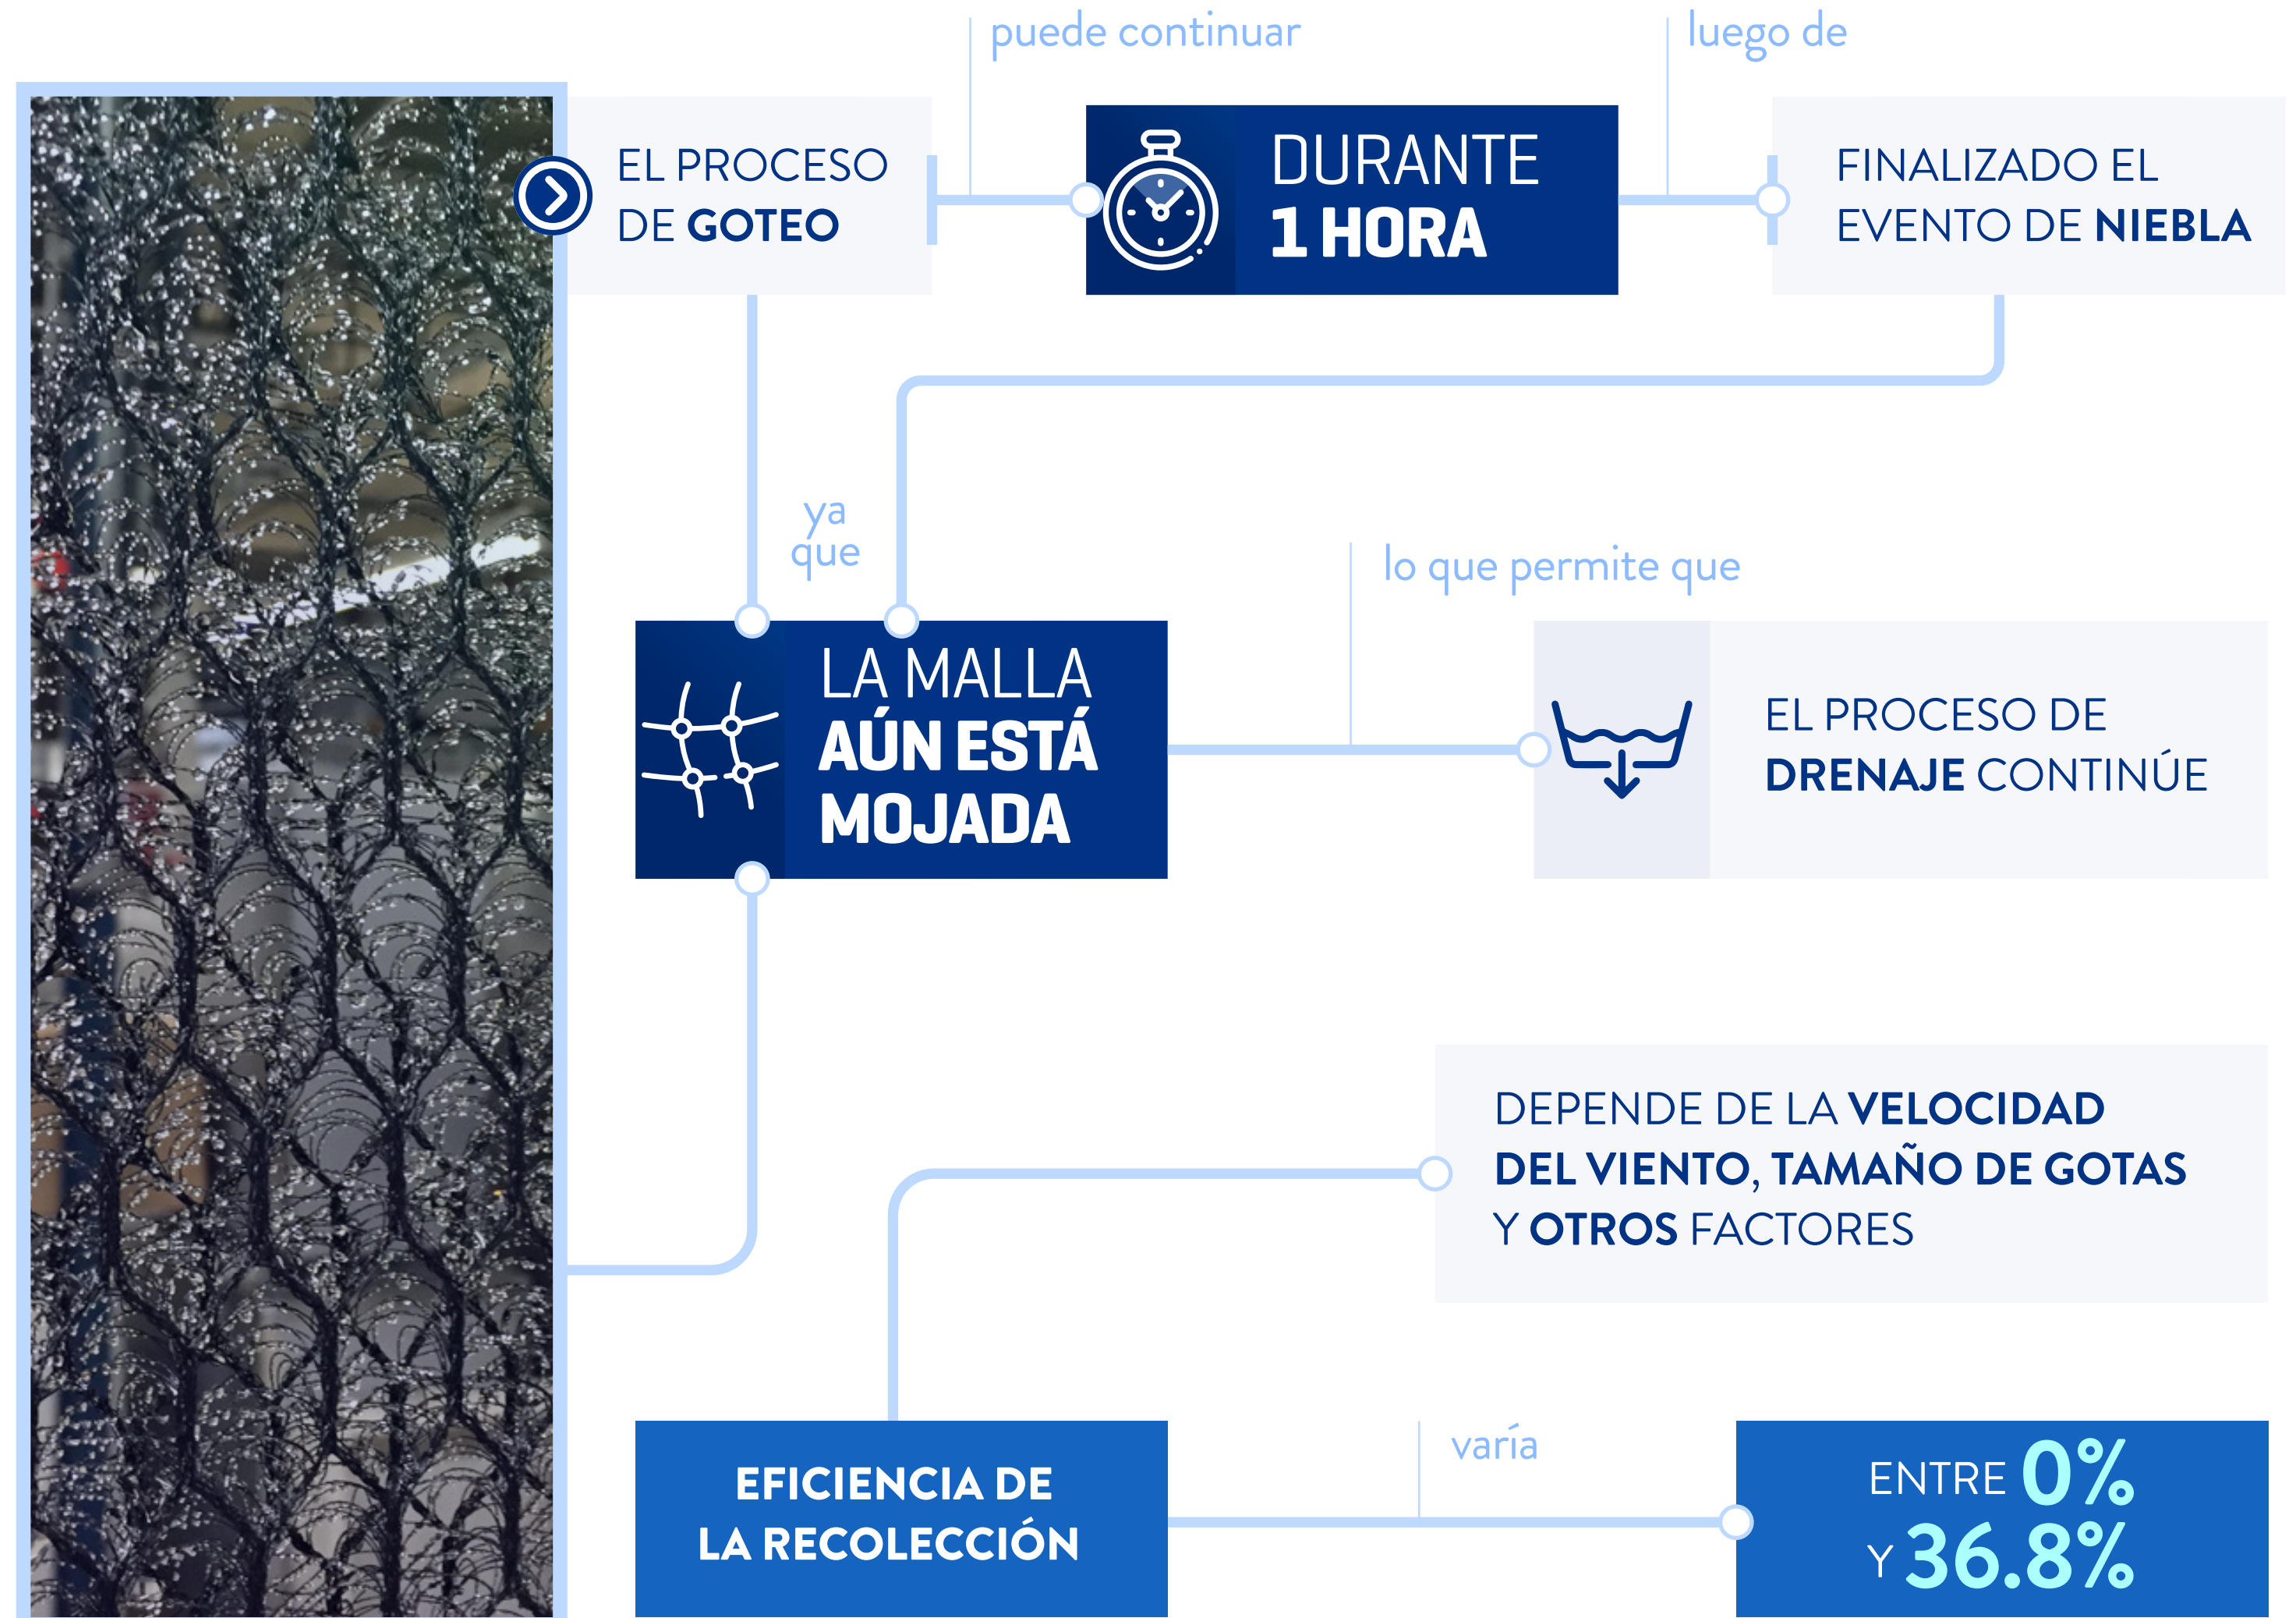 puede continuar
luego de
EL PROCESO
DE GOTEO
DURANTE
1 HORA
FINALIZADO EL
EVENTO DE NIEBLA
ya
que
lo que permite que
LA MALLA
AÚN ESTÁ
MOJADA
EL PROCESO DE
DRENAJE CONTINÚE
DEPENDE DE LA VELOCIDAD
DEL VIENTO, TAMAÑO DE GOTAS
Y OTROS FACTORES
EFICIENCIA DE
LA RECOLECCIÓN
varía
ENTRE 0%
Y 36.8%